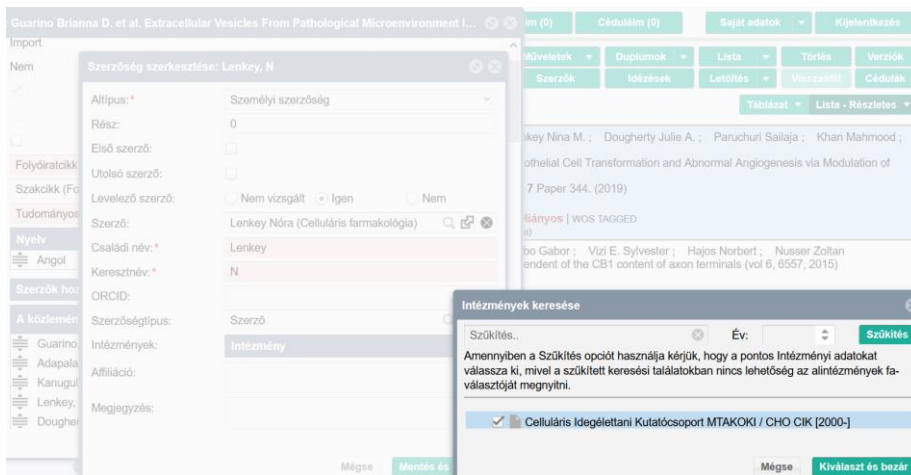 Guarino Brianna D. et al. Extracellular Vesicles From Pathological Microenvironment I...
Import
Nem
Folyóiratcikk
Szakcikk (Fo
Tudományos
Nyelv
Angol
Szerzők hoz
A közlemén
Guarino
Adapala
Kanugul
Lenkey,
Doughe
Szerzőség szerkesztése: Lenkey, N
Altípus:* Személyi szerzőség
Rész: 0
Első szerző:
Utolsó szerző:
Levelező szerző: Nem vizsgált Igen Nem
Szerző: Lenkey Nóra (Celluláris farmakológia)
Családi név:* Lenkey
Keresztnév:* N
ORCID:
Szerzőségtípus: Szerző
Intézmények: Intézmény
Affiliáció:
Megjegyzés:
Mégse Mentés és
im (0) Céduláim (0) Saját adatok Kijelentkezés
Műveletek Duplumok Lista Törlés Verziók
Szerzők Idézések Letöltés Visszaállít Cédulák
Táblázat Lista - Részletes
nkey Nina M. ; Dougherty Julie A. ; Paruchuri Sailaja ; Khan Mahmood ;
othelial Cell Transformation and Abnormal Angiogenesis via Modulation of
7 Paper 344. (2019)
liányos | WOS TAGGED
bo Gabor ; Vizi E. Sylvester ; Hajos Norbert ; Nusser Zoltan
endent of the CB1 content of axon terminals (vol 6, 6557, 2015)
Intézmények keresése
Szűkítés.. Év: Szűkítés
Amennyiben a Szűkítés opciót használja kérjük, hogy a pontos Intézményi adatokat
válassza ki, mivel a szűkített keresési találatokban nincs lehetőség az alintézmények fa-
választóját megnyitni.
Celluláris Idegélettani Kutatócsoport MTAKOKI / CHO CIK [2000-]
Mégse Kiválaszt és bezár